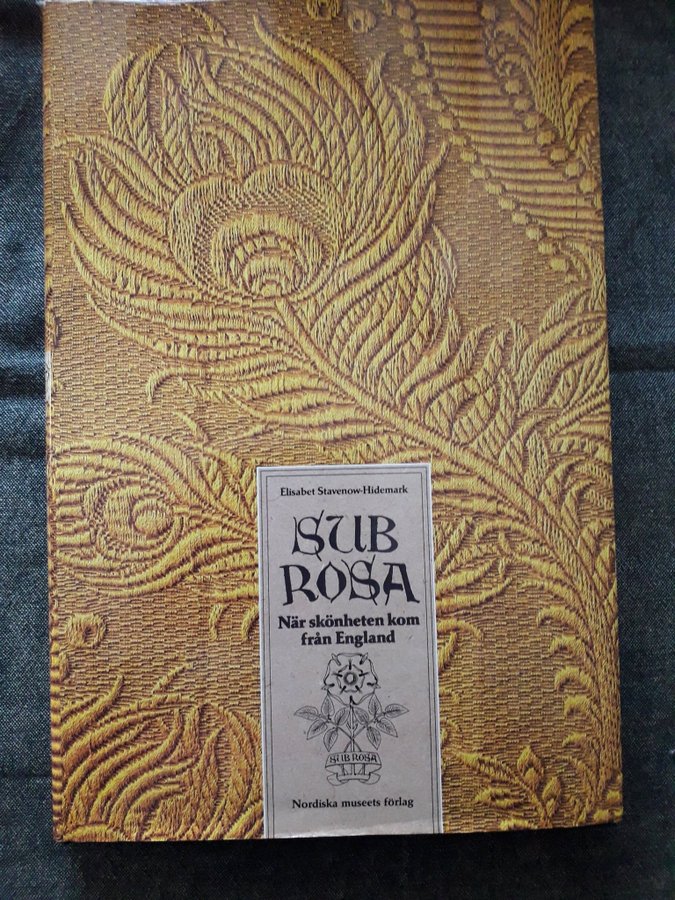 Elisabet Stavenow-Hidemark
SUB
ROSA
När skönheten kom
från England
SUB ROSA
Nordiska museets förlag